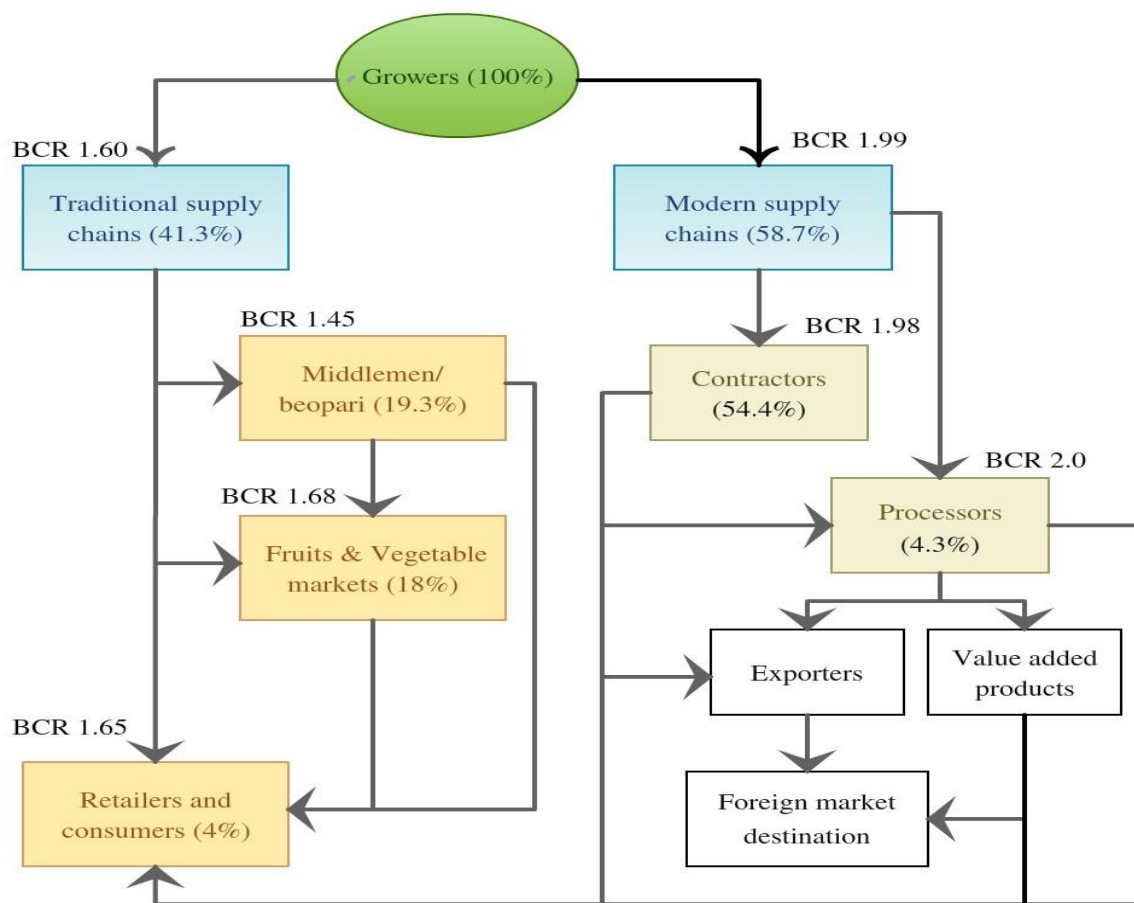 Growers (100%)
BCR 1.60
BCR 1.99
Traditional supply
chains (41.3%)
Modern supply
chains (58.7%)
BCR 1.45
BCR 1.98
Middlemen/
beopari (19.3%)
Contractors
(54.4%)
BCR 1.68
BCR 2.0
Fruits & Vegetable
markets (18%)
Processors
(4.3%)
Exporters
Value added
products
BCR 1.65
Retailers and
consumers (4%)
Foreign market
destination